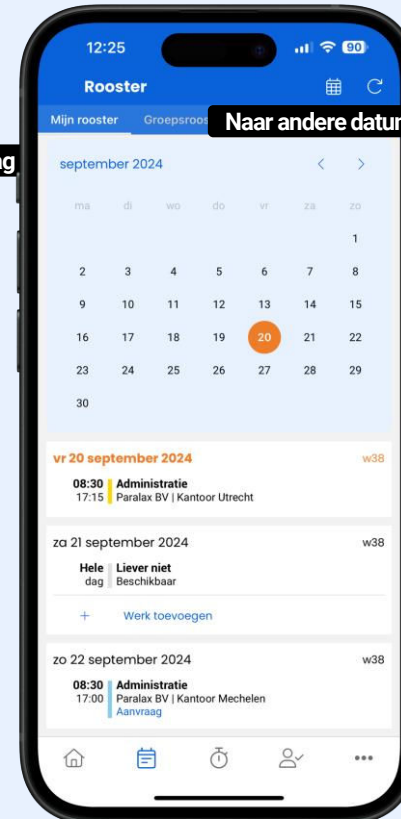 12:25
90
Rooster
Mijn rooster
Naar andere datum
september 2024
ma di wo do vr za zo
1
2 3 4 5 6 7 8
9 10 11 12 13 14 15
16 17 18 19 20 21 22
23 24 25 26 27 28 29
30
vr 20 september 2024 w38
08:30 Administratie
17:15 Paralax BV | Kantoor Utrecht
za 21 september 2024 w38
Hele Liever niet
dag Beschikbaar
+ Werk toevoegen
zo 22 september 2024 w38
08:30 Administratie
17:00 Paralax BV | Kantoor Mechelen
Aanvraag